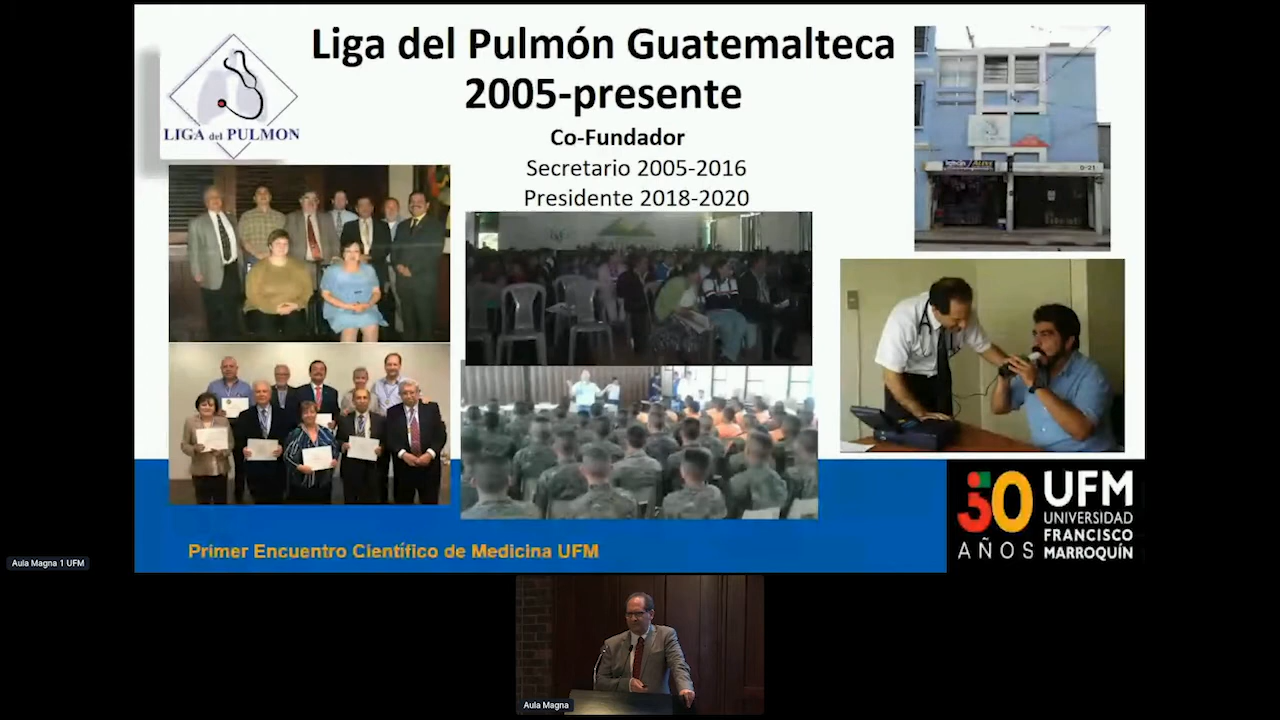 Liga del Pulmón Guatemalteca
2005-presente
LIGA del PULMON
Co-Fundador
Secretario 2005-2016
Presidente 2018-2020
Primer Encuentro Científico de Medicina UFM
50
AÑOS
UFM
UNIVERSIDAD
FRANCISCO
MARROQUÍN
Aula Magna 1 UFM
Aula Magna